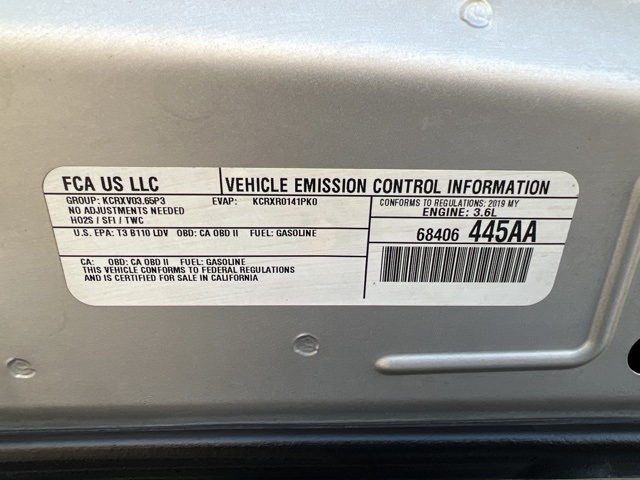 FCA US LLC
VEHICLE EMISSION CONTROL INFORMATION
GROUP: KCRXV03.65P3 EVAP: KCRXR0141PK0
NO ADJUSTMENTS NEEDED
HO2S / SFI / TWC
CONFORMS TO REGULATIONS: 2019 MY
ENGINE: 3.6L
U.S. EPA: T3 B110 LDV OBD: CA OBD II FUEL: GASOLINE
68406 445AA
CA: OBD: CA OBD II FUEL: GASOLINE
THIS VEHICLE CONFORMS TO FEDERAL REGULATIONS
AND IS CERTIFIED FOR SALE IN CALIFORNIA